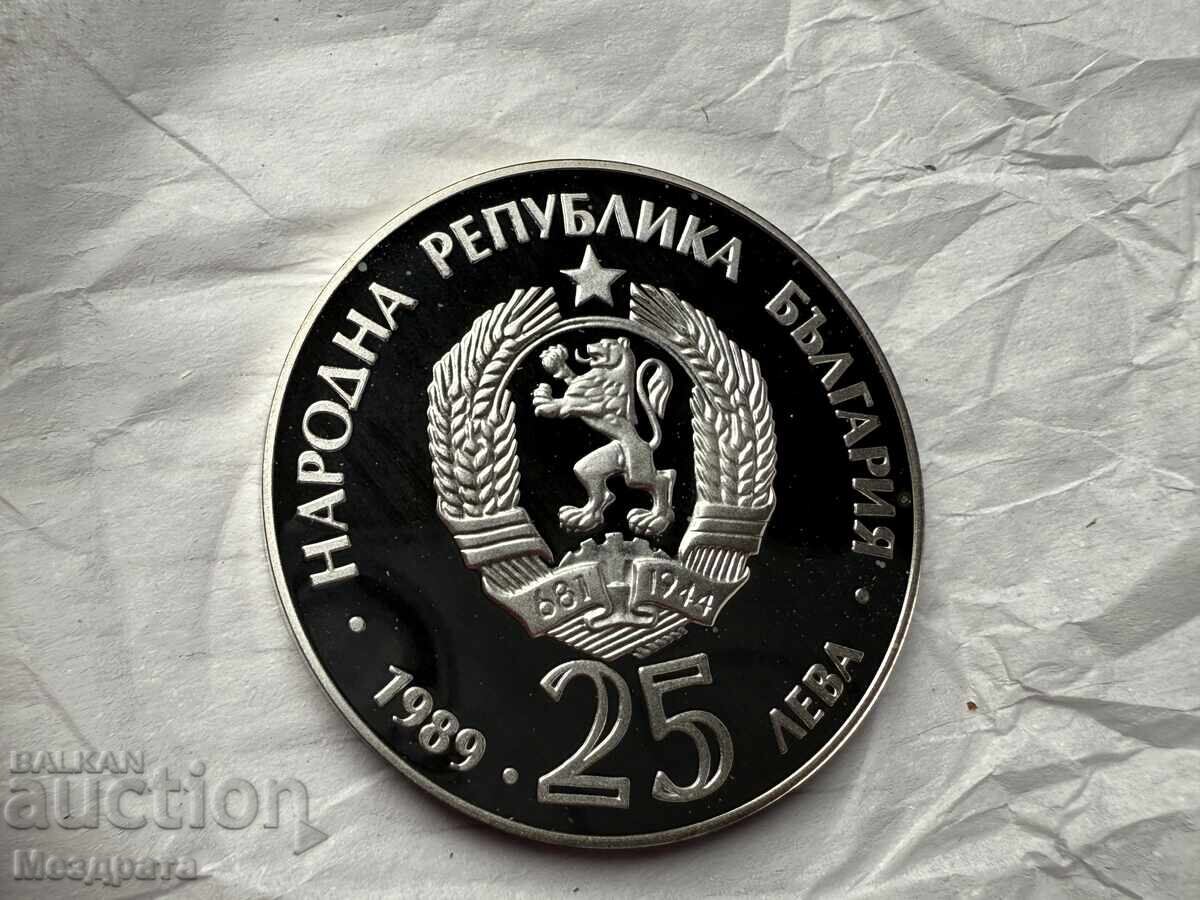 НАРОДНА РЕПУБЛИКА БЪЛГАРИЯ
681 1944
· 1989 · 25 ЛЕВА ·
BALKAN
auction
Мездрата